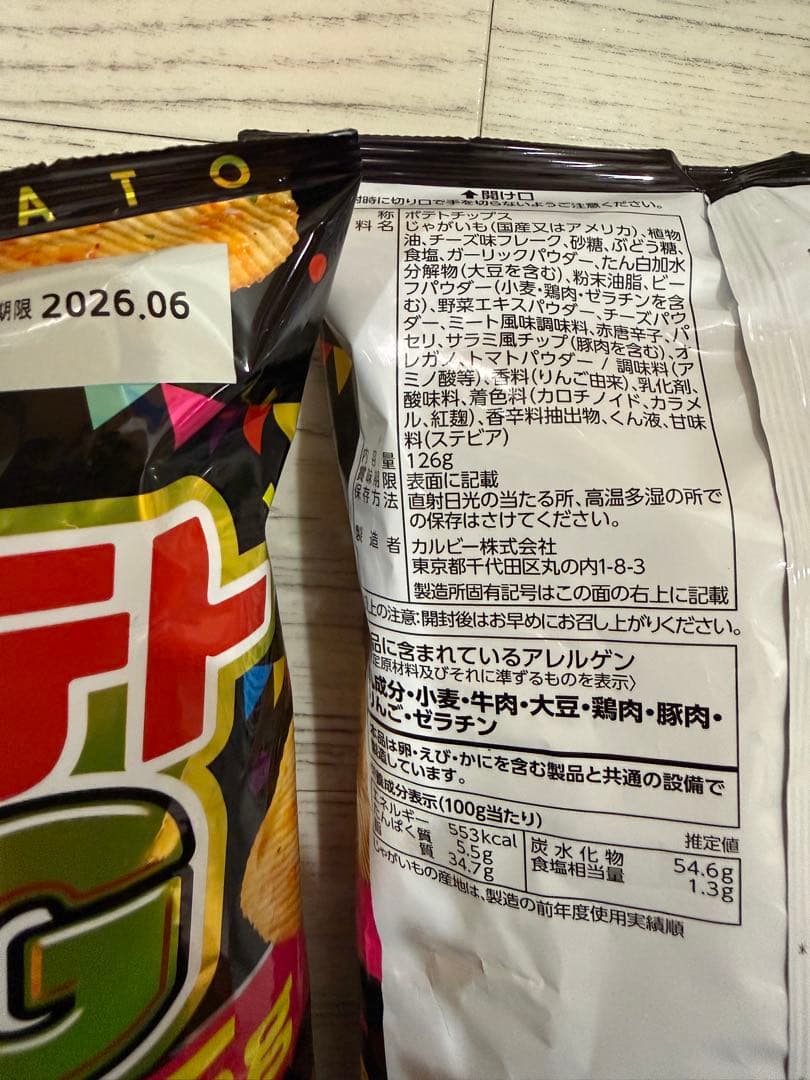 ATO
期限 2026.06
テト
G
開け口
封時に切り口で手を切らないようご注意ください。
称 ポテトチップス
料名 じゃがいも(国産又はアメリカ)、植物
油、チーズ味フレーク、砂糖、ぶどう糖、
食塩、ガーリックパウダー、たん白加水
分解物(大豆を含む)、粉末油脂、ビー
フパウダー(小麦・鶏肉・ゼラチンを含
む)、野菜エキスパウダー、チーズパウ
ダー、ミート風味調味料、赤唐辛子、パ
セリ、サラミ風チップ(豚肉を含む)、オ
レガノ、トマトパウダー / 調味料(ア
ミノ酸等)、香料(りんご由来)、乳化剤、
酸味料、着色料(カロチノイド、カラメ
ル、紅麹)、香辛料抽出物、くん液、甘味
料(ステビア)
内容量 126g
賞味期限 表面に記載
保存方法 直射日光の当たる所、高温多湿の所で
の保存はさけてください。
製造者 カルビー株式会社
東京都千代田区丸の内1-8-3
製造所固有記号はこの面の右上に記載
上の注意:開封後はお早めにお召し上がりください。
品に含まれているアレルゲン
定原材料及びそれに準ずるものを表示〉
成分・小麦・牛肉・大豆・鶏肉・豚肉・
りんご・ゼラチン
本品は卵・えび・かにを含む製品と共通の設備で
製造しています。
養成分表示(100g当たり) 推定値
エネルギー 553kcal 炭水化物 54.6g
たんぱく質 5.5g 食塩相当量 1.3g
脂質 34.7g
じゃがいもの産地は、製造の前年度使用実績順